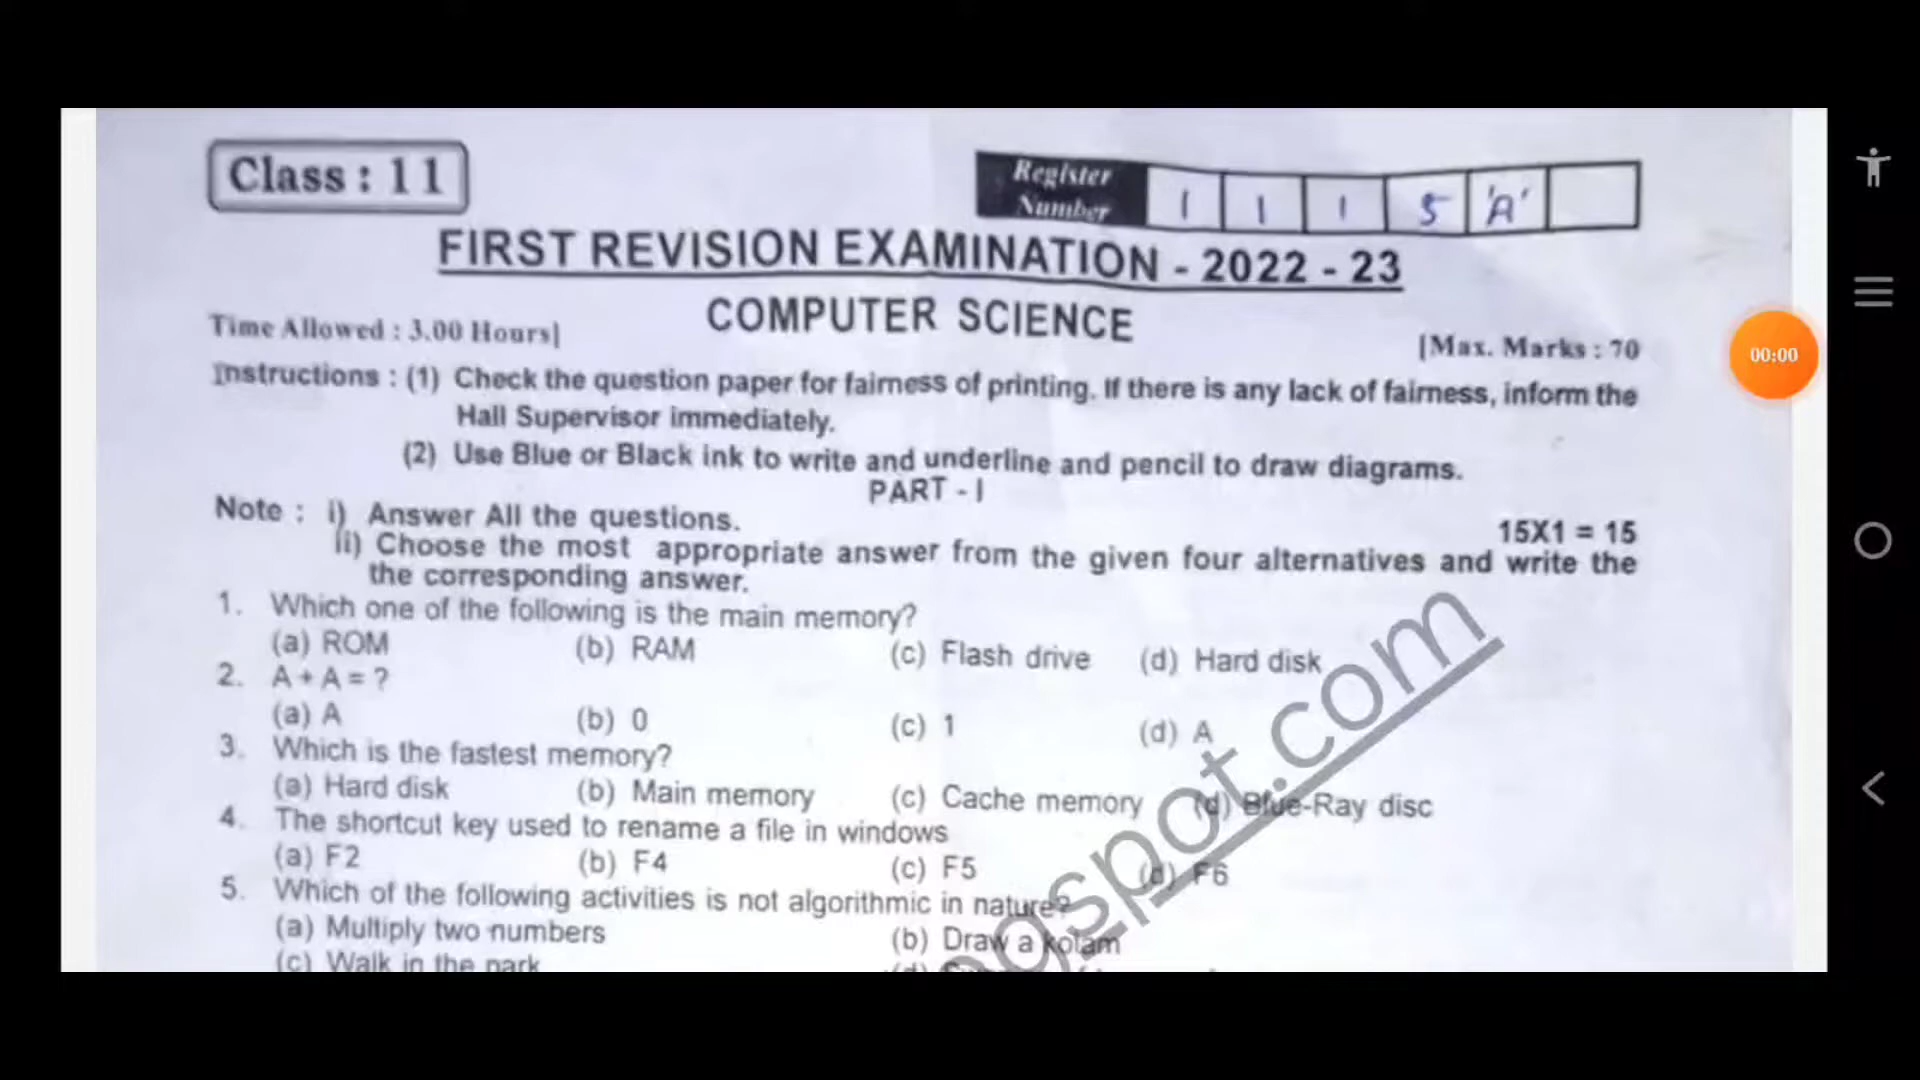 Class : 11
Register Number 1 1 1 5 'A'
FIRST REVISION EXAMINATION - 2022 - 23
COMPUTER SCIENCE
Time Allowed : 3.00 Hours]
[Max. Marks : 70
Instructions : (1) Check the question paper for fairness of printing. If there is any lack of fairness, inform the
Hall Supervisor immediately.
(2) Use Blue or Black ink to write and underline and pencil to draw diagrams.
PART - I
Note : i) Answer All the questions. 15X1 = 15
ii) Choose the most appropriate answer from the given four alternatives and write the
the corresponding answer.
1. Which one of the following is the main memory?
(a) ROM (b) RAM (c) Flash drive (d) Hard disk
2. A + A = ?
(a) A (b) 0 (c) 1 (d) A
3. Which is the fastest memory?
(a) Hard disk (b) Main memory (c) Cache memory (d) Blue-Ray disc
4. The shortcut key used to rename a file in windows
(a) F2 (b) F4 (c) F5 (d) F6
5. Which of the following activities is not algorithmic in nature?
(a) Multiply two numbers (b) Draw a kolam
(c) Walk in the park
gspot.com
00:00